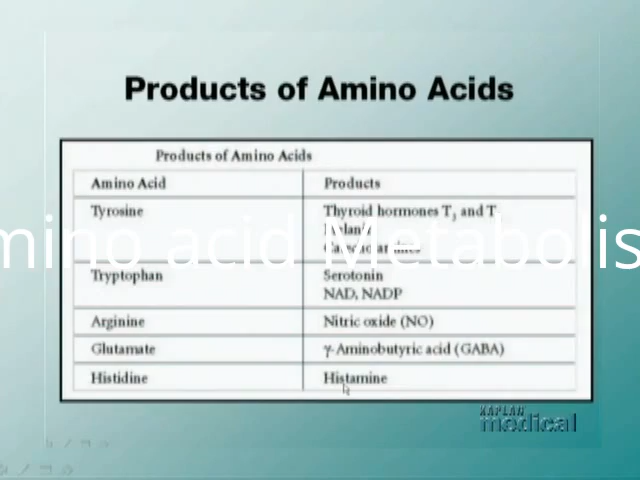 Products of Amino Acids
Products of Amino Acids
Amino Acid Products
Tyrosine Thyroid hormones T3 and T
mino acid Metabolis
Tryptophan Serotonin
NAD, NADP
Arginine Nitric oxide (NO)
Glutamate γ-Aminobutyric acid (GABA)
Histidine Histamine
KAPLAN
medical